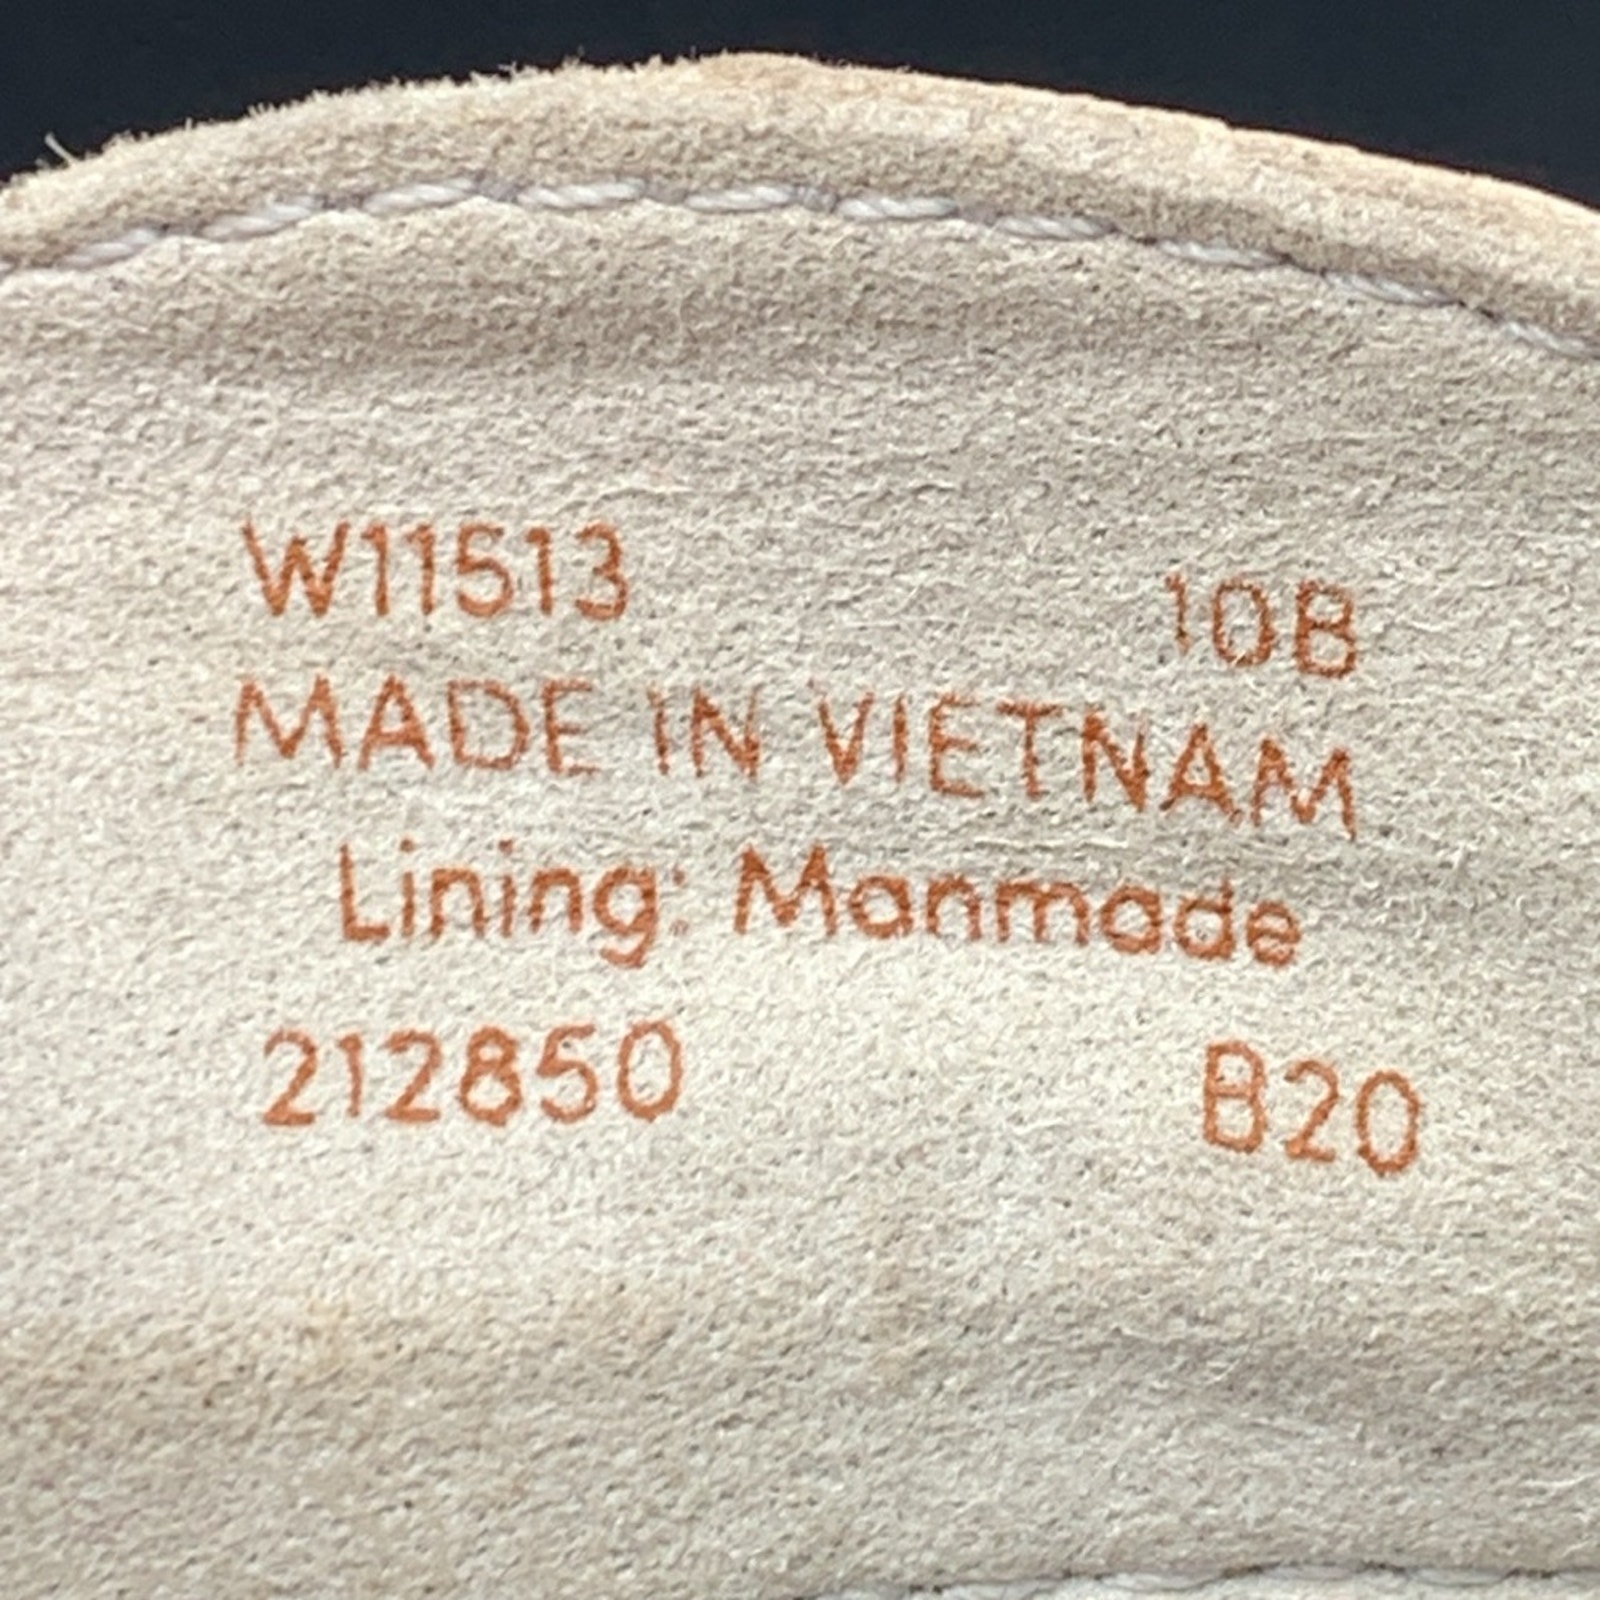 W11513 10B
MADE IN VIETNAM
Lining: Manmade
212850 B20